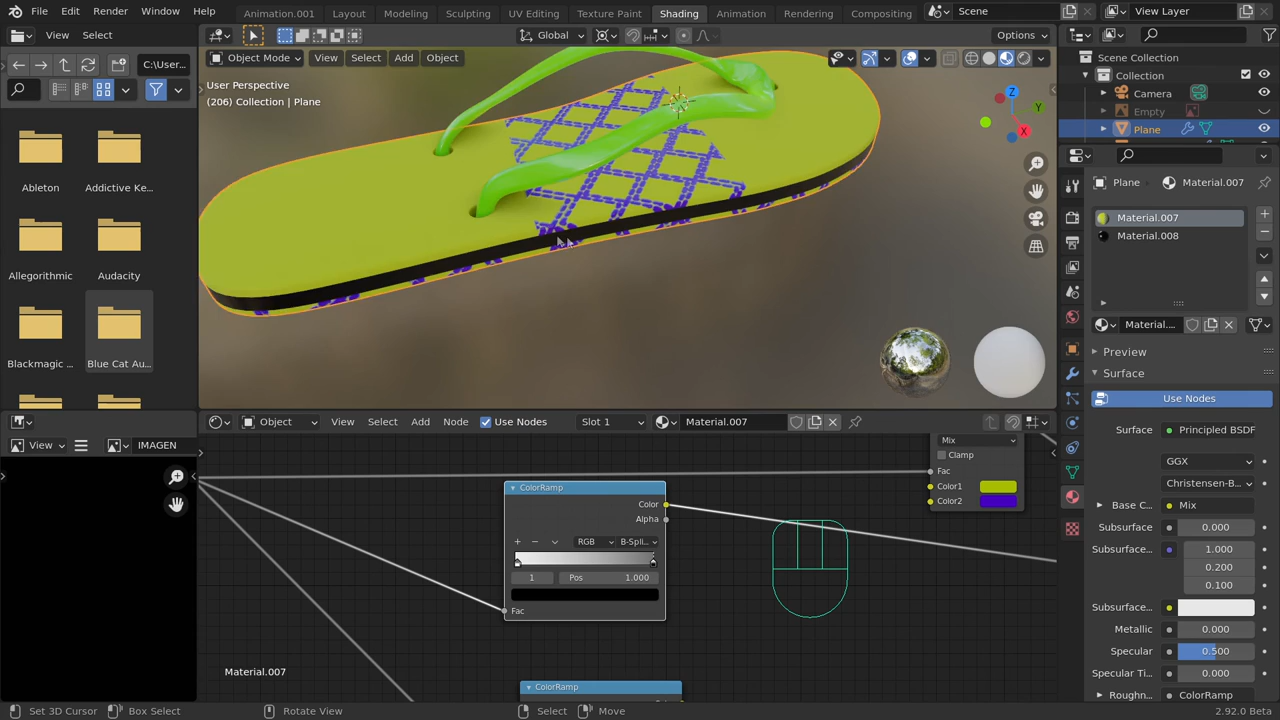 File Edit Render Window Help
Animation.001 Layout Modeling Sculpting UV Editing Texture Paint Shading Animation Rendering Compositing
Scene
View Layer
View Select
Global
Options
C:\User...
Object Mode View Select Add Object
User Perspective
(206) Collection | Plane
Z
Y
X
Ableton Addictive Ke...
Allegorithmic Audacity
Blackmagic ... Blue Cat Au...
Scene Collection
Collection
Camera
Empty
Plane
Plane Material.007
Material.007
Material.008
Material....
Preview
Surface
Use Nodes
Surface Principled BSDF
GGX
Christensen-B...
Base C... Mix
Subsurface 0.000
Subsurface... 1.000
0.200
0.100
Subsurface...
Metallic 0.000
Specular 0.500
Specular Ti... 0.000
Roughn... ColorRamp
View IMAGEN
Object View Select Add Node Use Nodes Slot 1 Material.007
Mix
Clamp
Fac
Color1
Color2
ColorRamp
Color
Alpha
RGB B-Spli...
1 Pos 1.000
Fac
ColorRamp
Material.007
Set 3D Cursor Box Select Rotate View Select Move 2.92.0 Beta